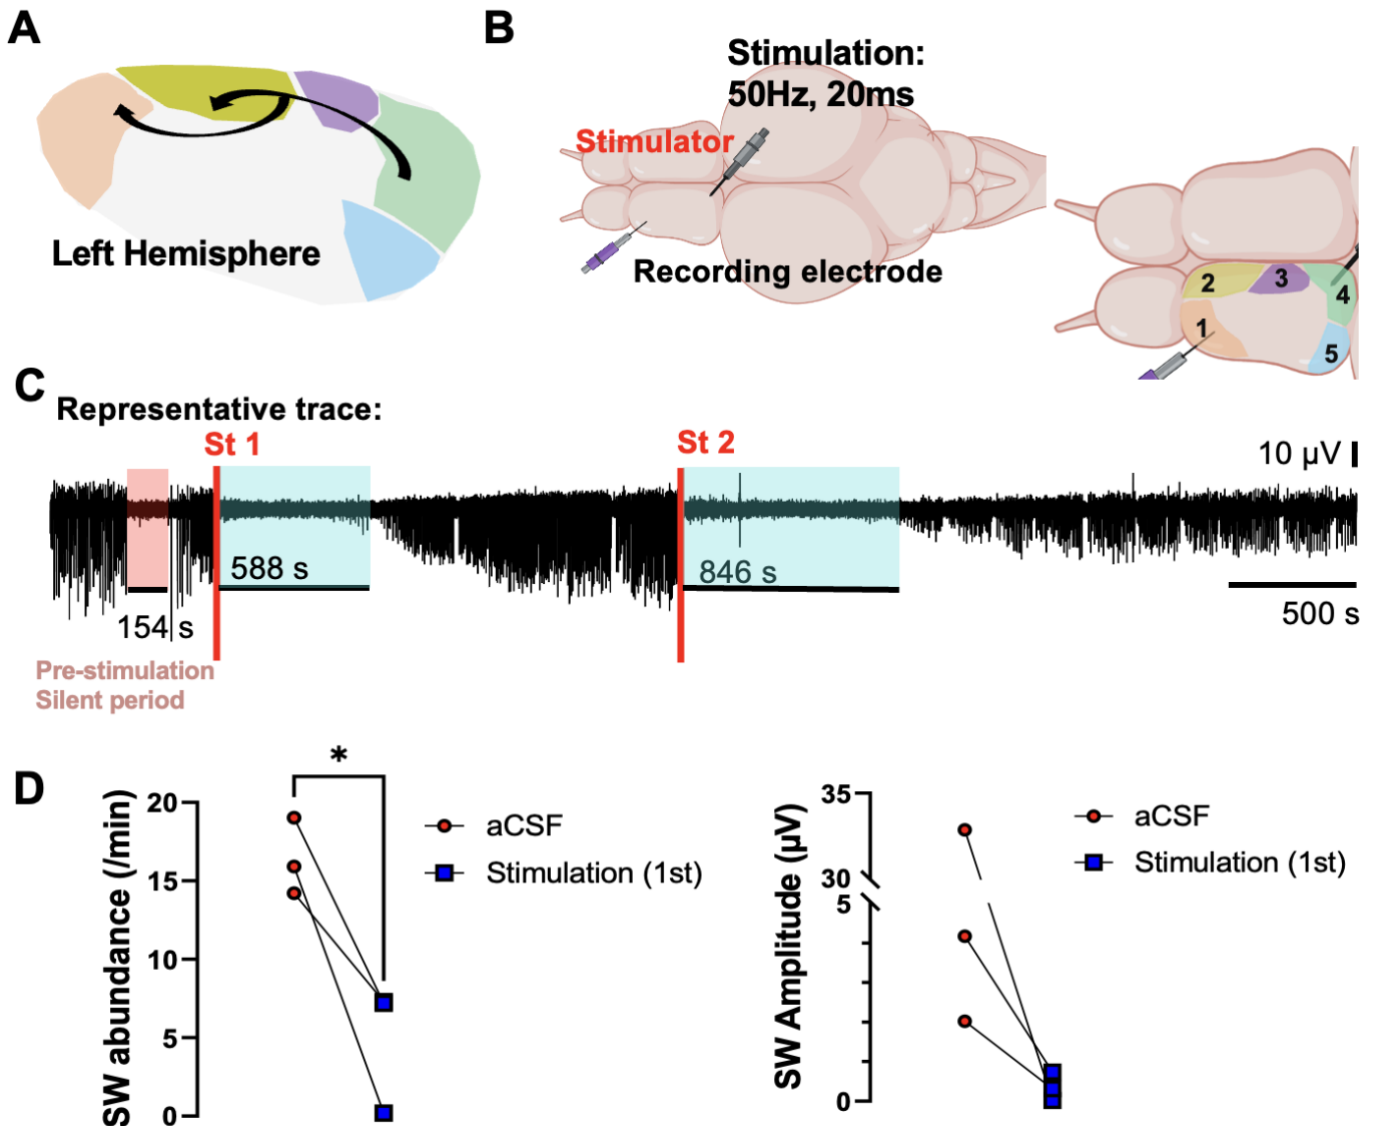 A
B
Stimulation:
50Hz, 20ms
Stimulator
Left Hemisphere
Recording electrode
2
3
4
1
5
C
Representative trace:
St 1
St 2
10 µV
588 s
846 s
154 s
500 s
Pre-stimulation
Silent period
D
*
SW abundance (/min)
20
15
10
5
0
aCSF
Stimulation (1st)
SW Amplitude (µV)
35
30
5
0
aCSF
Stimulation (1st)